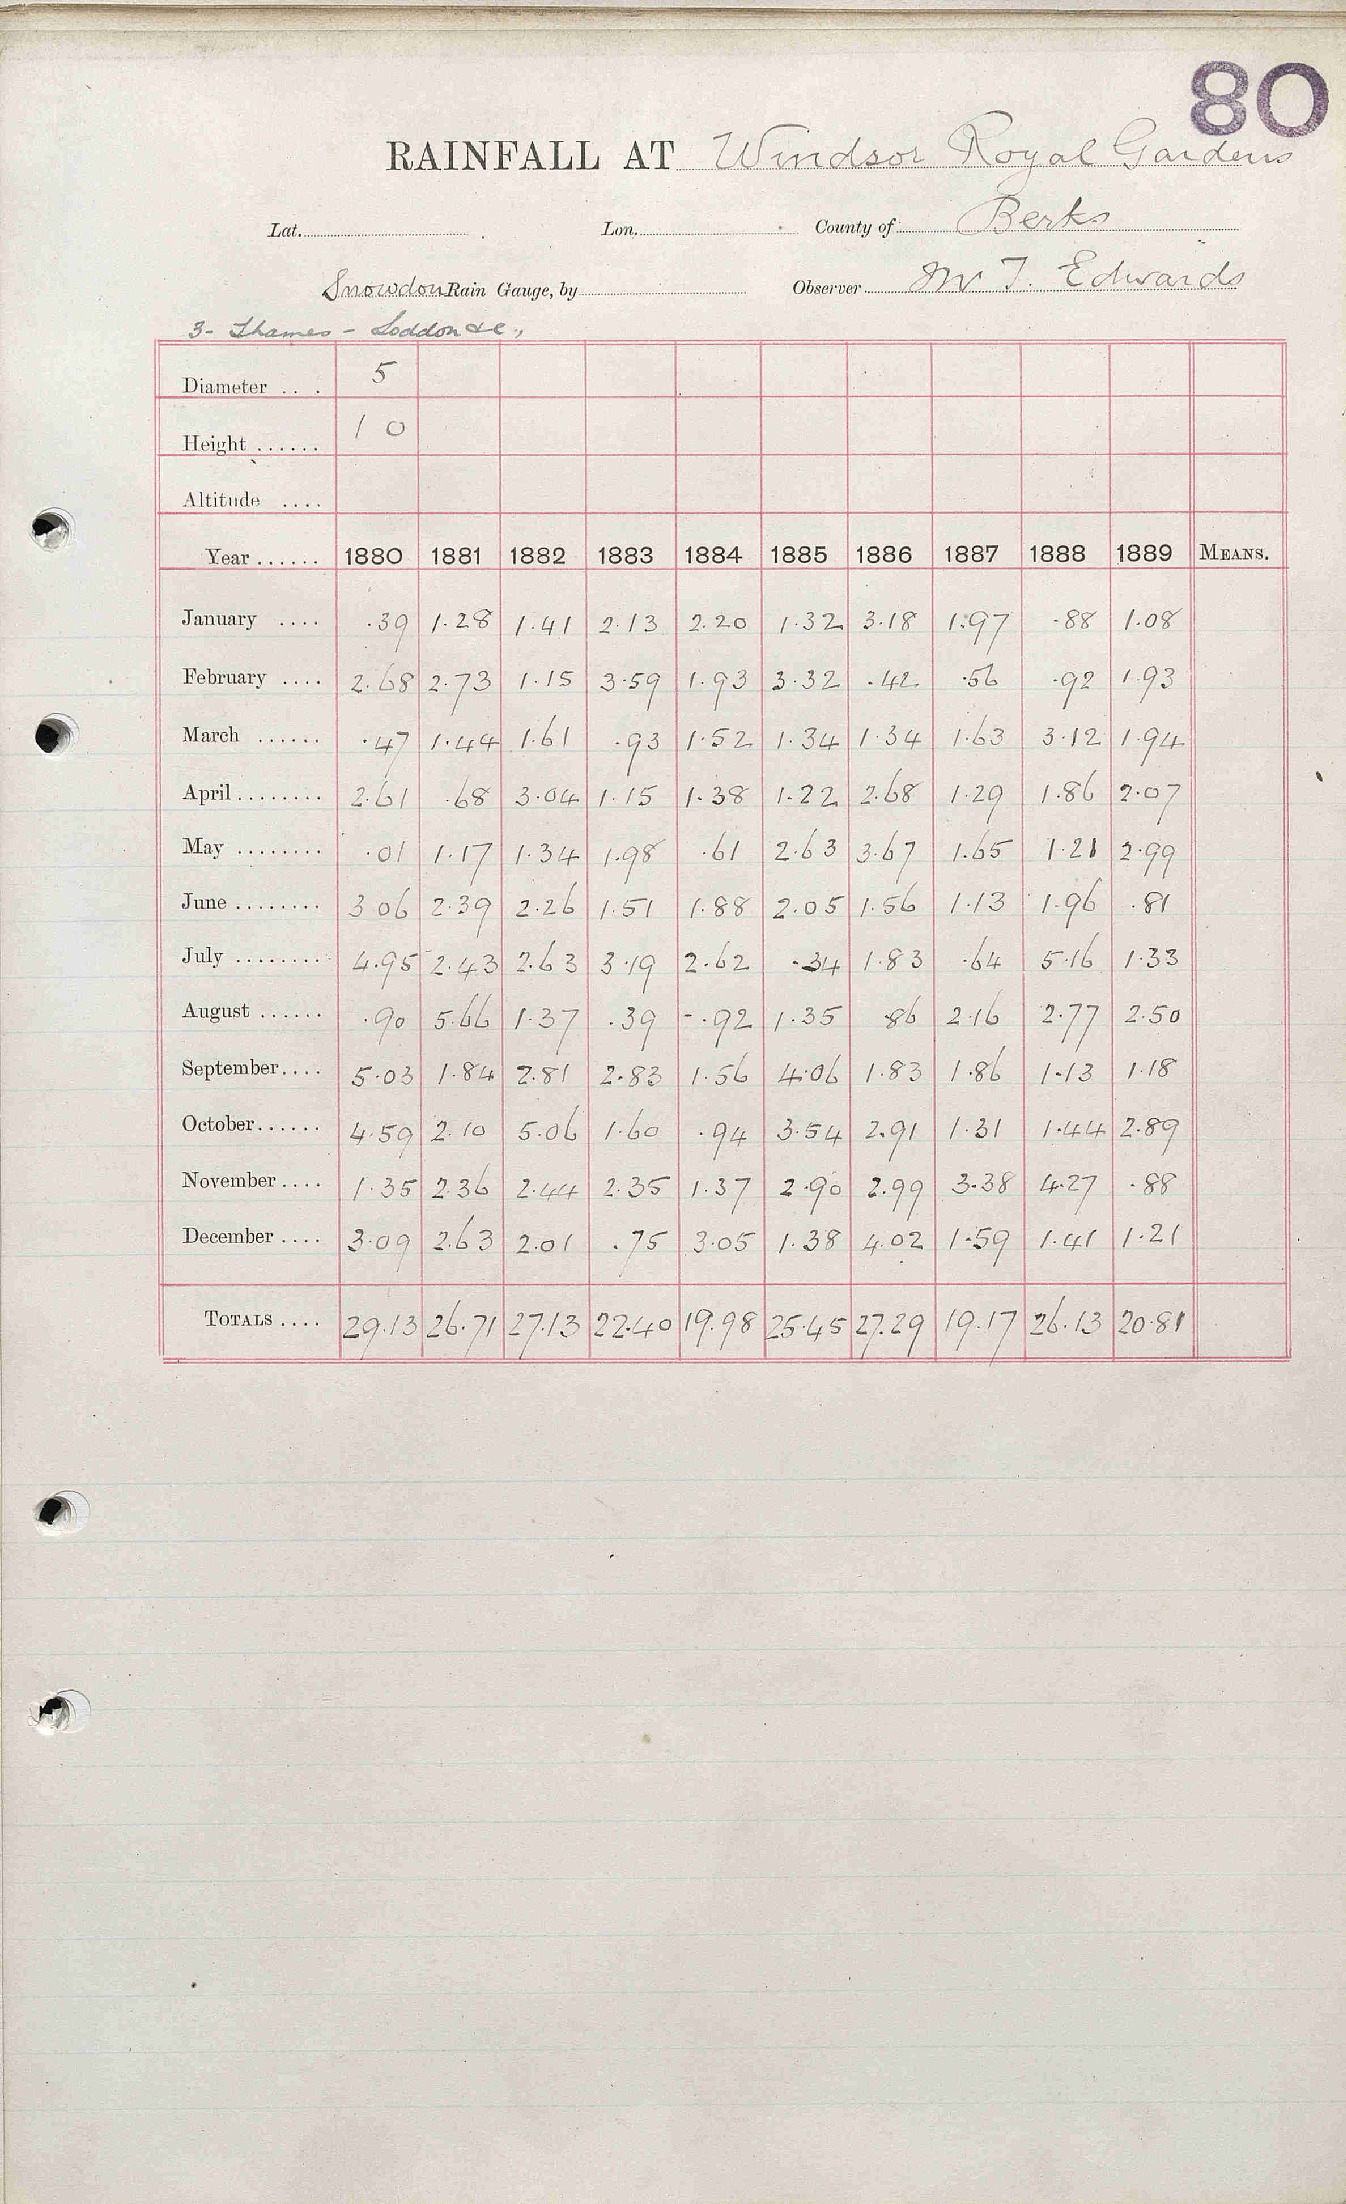 80
RAINFALL AT Windsor Royal Gardens
Lat. Lon. County of Berks
Snowdon Rain Gauge, by Observer Mr T. Edwards
3 - Thames - Loddon &c.,
Diameter .... 5
Height ...... 1 0
Altitude ....
Year ...... 1880 1881 1882 1883 1884 1885 1886 1887 1888 1889 MEANS.
January .... .39 1.28 1.41 2.13 2.20 1.32 3.18 1.97 .88 1.08
February .... 2.68 2.73 1.15 3.59 1.93 3.32 .42 .56 .92 1.93
March ...... .47 1.44 1.61 .93 1.52 1.34 1.34 1.63 3.12 1.94
April ........ 2.61 .68 3.04 1.15 1.38 1.22 2.68 1.29 1.86 2.07
May ........ .01 1.17 1.34 1.98 .61 2.63 3.67 1.65 1.21 2.99
June ........ 3 06 2.39 2.26 1.51 1.88 2.05 1.56 1.13 1.96 .81
July ........ 4.95 2.43 2.63 3.19 2.62 .34 1.83 .64 5.16 1.33
August ...... .90 5.66 1.37 .39 .92 1.35 .86 2.16 2.77 2.50
September .... 5.03 1.84 2.81 2.83 1.56 4.06 1.83 1.86 1.13 1.18
October ...... 4.59 2.10 5.06 1.60 .94 3.54 2.91 1.31 1.44 2.89
November .... 1.35 2.36 2.44 2.35 1.37 2.90 2.99 3.38 4.27 .88
December .... 3.09 2.63 2.01 .75 3.05 1.38 4.02 1.59 1.41 1.21
TOTALS .... 29.13 26.71 27.13 22.40 19.98 25.45 27.29 19.17 26.13 20.81